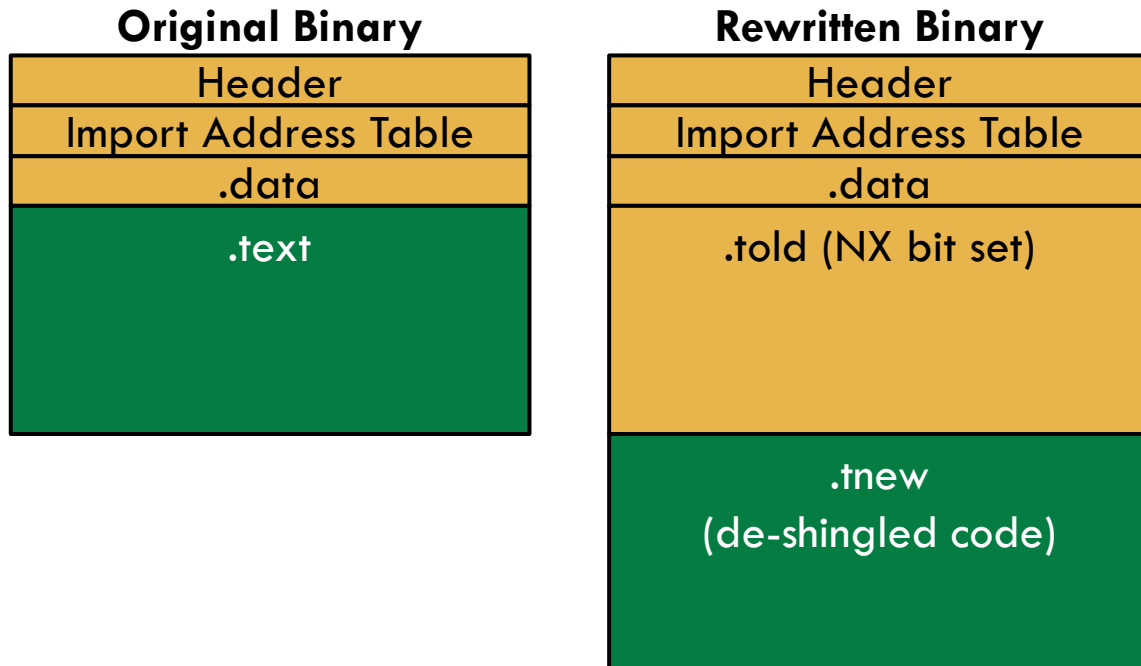 Original Binary
Header
Import Address Table
.data
.text
Rewritten Binary
Header
Import Address Table
.data
.told (NX bit set)
.tnew
(de-shingled code)